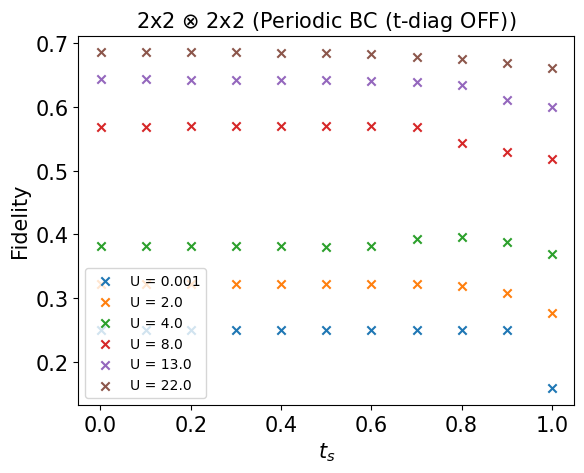 2x2 ⊗ 2x2 (Periodic BC (t-diag OFF))
Fidelity
0.7
0.6
0.5
0.4
0.3
0.2
U = 0.001
U = 2.0
U = 4.0
U = 8.0
U = 13.0
U = 22.0
0.0 0.2 0.4 0.6 0.8 1.0
t_s